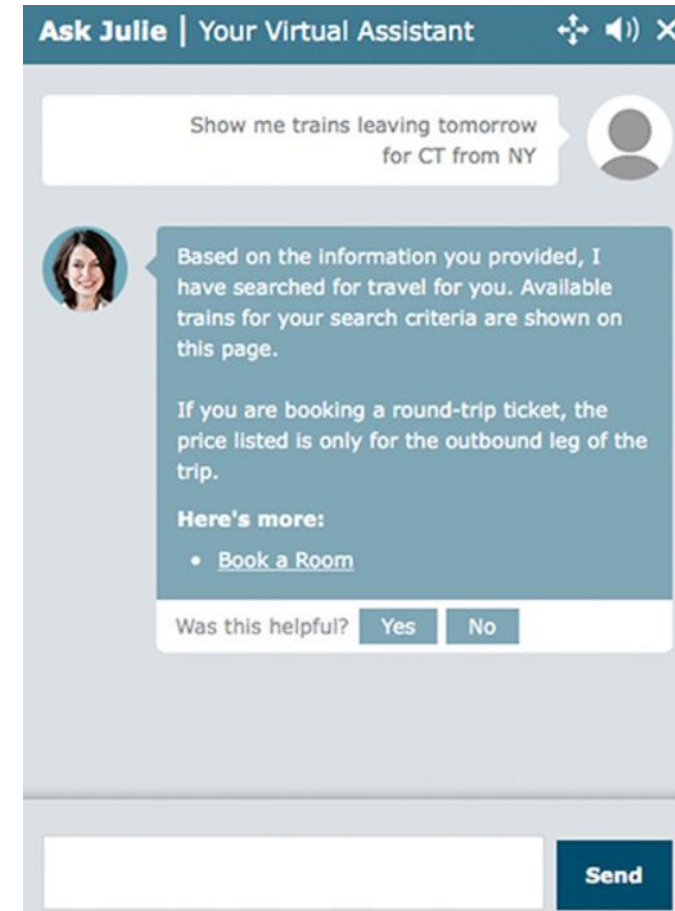 Ask Julie | Your Virtual Assistant
Show me trains leaving tomorrow
for CT from NY
Based on the information you provided, I
have searched for travel for you. Available
trains for your search criteria are shown on
this page.
If you are booking a round-trip ticket, the
price listed is only for the outbound leg of the
trip.
Here's more:
• Book a Room
Was this helpful? Yes No
Send